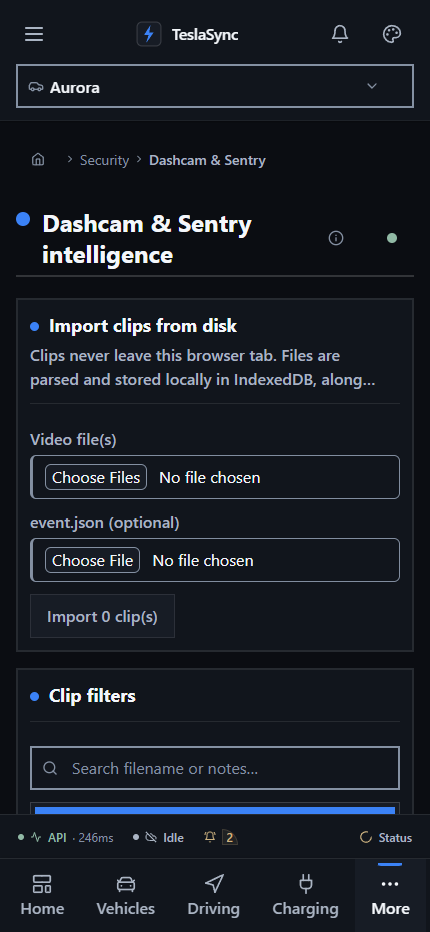 TeslaSync
Aurora
Security
Dashcam & Sentry
Dashcam & Sentry
intelligence
Import clips from disk
Clips never leave this browser tab. Files are
parsed and stored locally in IndexedDB, along...
Video file(s)
Choose Files No file chosen
event.json (optional)
Choose File No file chosen
Import 0 clip(s)
Clip filters
Search filename or notes...
API · 246ms Idle 2 Status
Home Vehicles Driving Charging More